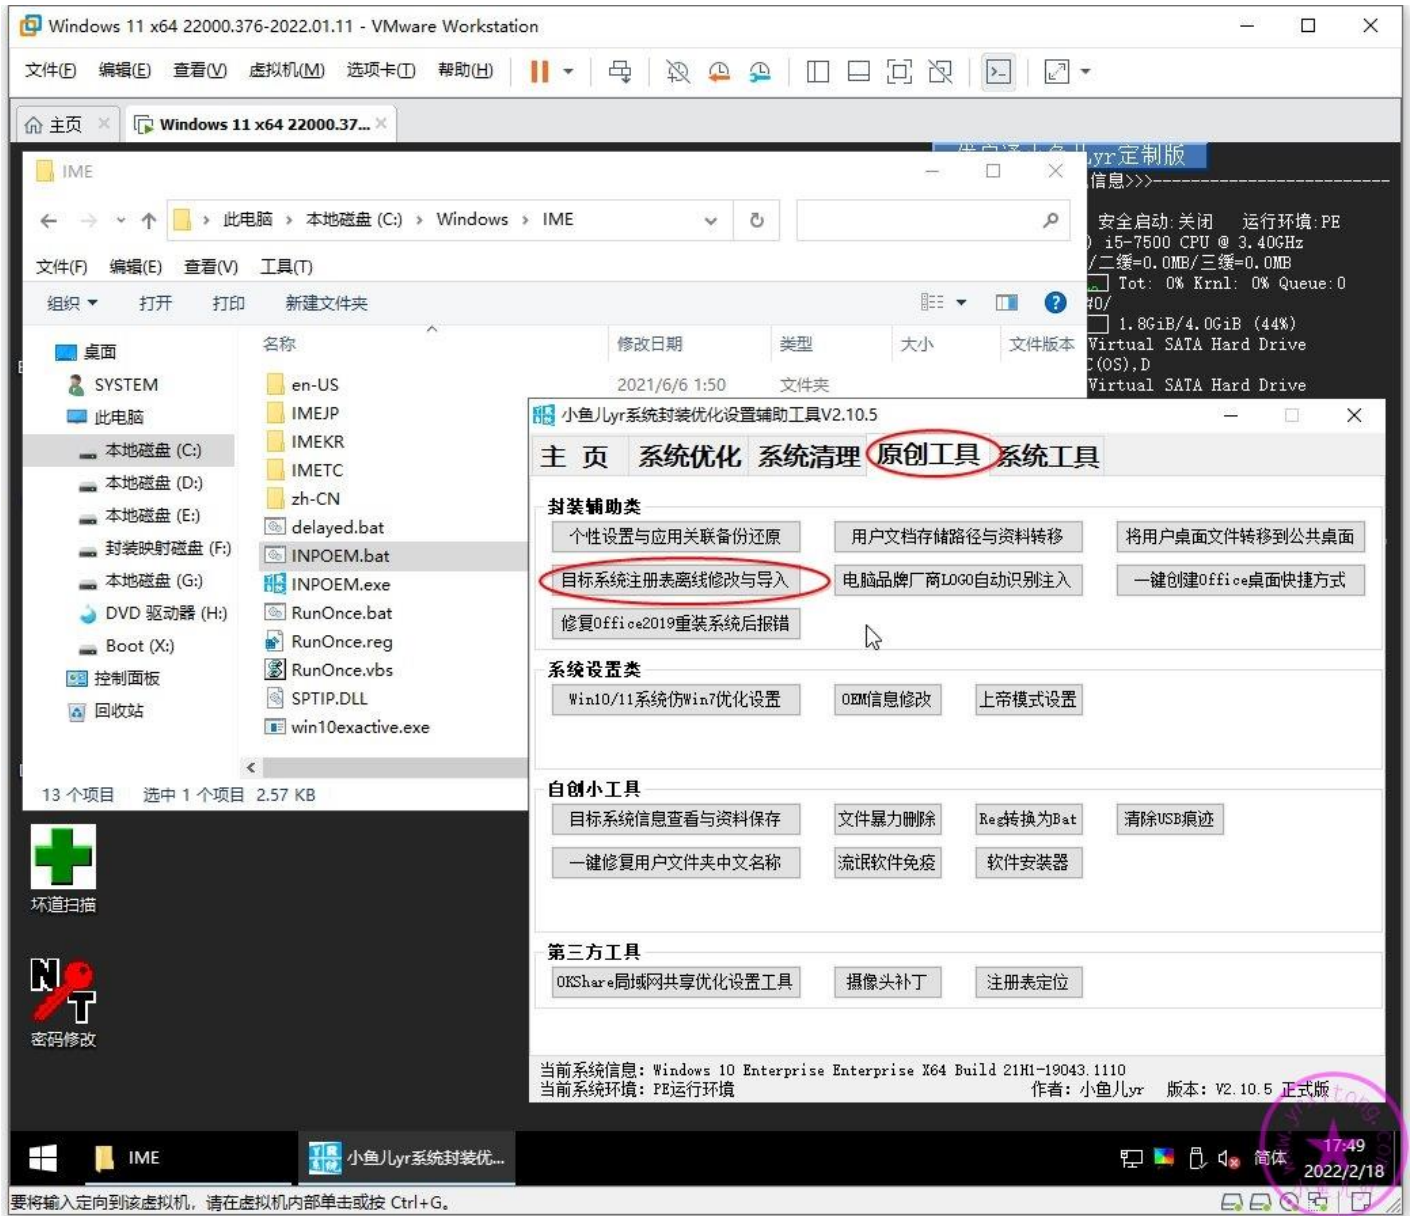 Windows 11 x64 22000.376-2022.01.11 - VMware Workstation
文件(F) 编辑(E) 查看(V) 虚拟机(M) 选项卡(T) 帮助(H)
主页 Windows 11 x64 22000.37...
yr定制版
IME
信息>>>
此电脑 > 本地磁盘 (C:) > Windows > IME
安全启动:关闭 运行环境:PE
i5-7500 CPU @ 3.40GHz
/二缓=0.0MB/三缓=0.0MB
文件(F) 编辑(E) 查看(V) 工具(T)
Tot: 0% Krnl: 0% Queue:0
组织 打开 打印 新建文件夹
#0/
1.8GiB/4.0GiB (44%)
名称 修改日期 类型 大小 文件版本
Virtual SATA Hard Drive
C(OS),D
Virtual SATA Hard Drive
桌面
SYSTEM
此电脑
本地磁盘 (C:)
本地磁盘 (D:)
本地磁盘 (E:)
封装映射磁盘 (F:)
本地磁盘 (G:)
DVD 驱动器 (H:)
Boot (X:)
控制面板
回收站
en-US 2021/6/6 1:50 文件夹
IMEJP
IMEKR
IMETC
zh-CN
delayed.bat
INPOEM.bat
INPOEM.exe
RunOnce.bat
RunOnce.reg
RunOnce.vbs
SPTIP.DLL
win10exactive.exe
13 个项目 选中 1 个项目 2.57 KB
小鱼儿yr系统封装优化设置辅助工具V2.10.5
主 页 系统优化 系统清理 原创工具 系统工具
封装辅助类
个性设置与应用关联备份还原 用户文档存储路径与资料转移 将用户桌面文件转移到公共桌面
目标系统注册表离线修改与导入 电脑品牌厂商LOGO自动识别注入 一键创建Office桌面快捷方式
修复Office2019重装系统后报错
系统设置类
Win10/11系统仿Win7优化设置 OEM信息修改 上帝模式设置
自创小工具
目标系统信息查看与资料保存 文件暴力删除 Reg转换为Bat 清除USB痕迹
一键修复用户文件夹中文名称 流氓软件免疫 软件安装器
第三方工具
OKShare局域网共享优化设置工具 摄像头补丁 注册表定位
当前系统信息: Windows 10 Enterprise Enterprise X64 Build 21H1-19043.1110
当前系统环境: PE运行环境 作者: 小鱼儿yr 版本: V2.10.5 正式版
坏道扫描
NT
密码修改
IME 小鱼儿yr系统封装优... 简体 17:49
2022/2/18
要将输入定向到该虚拟机，请在虚拟机内部单击或按 Ctrl+G。